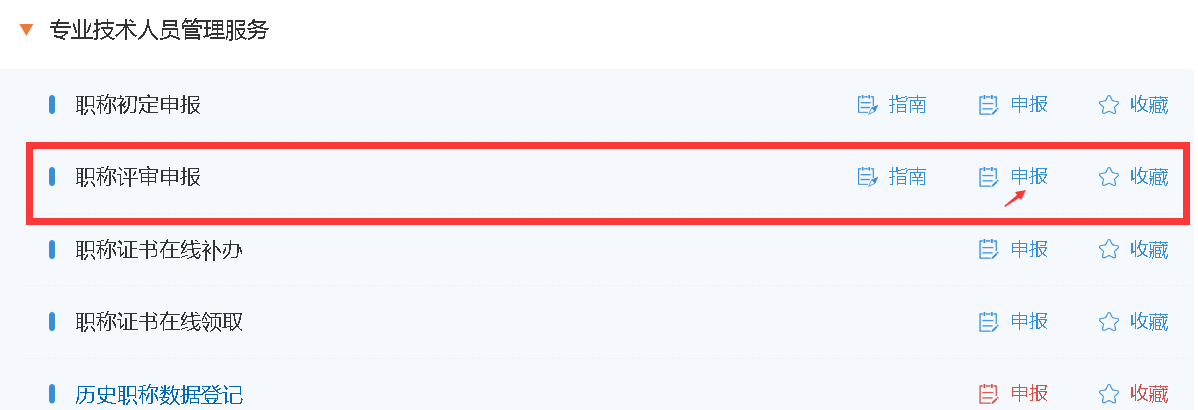 专业技术人员管理服务
职称初定申报 指南 申报 收藏
职称评审申报 指南 申报 收藏
职称证书在线补办 申报 收藏
职称证书在线领取 申报 收藏
历史职称数据登记 申报 收藏